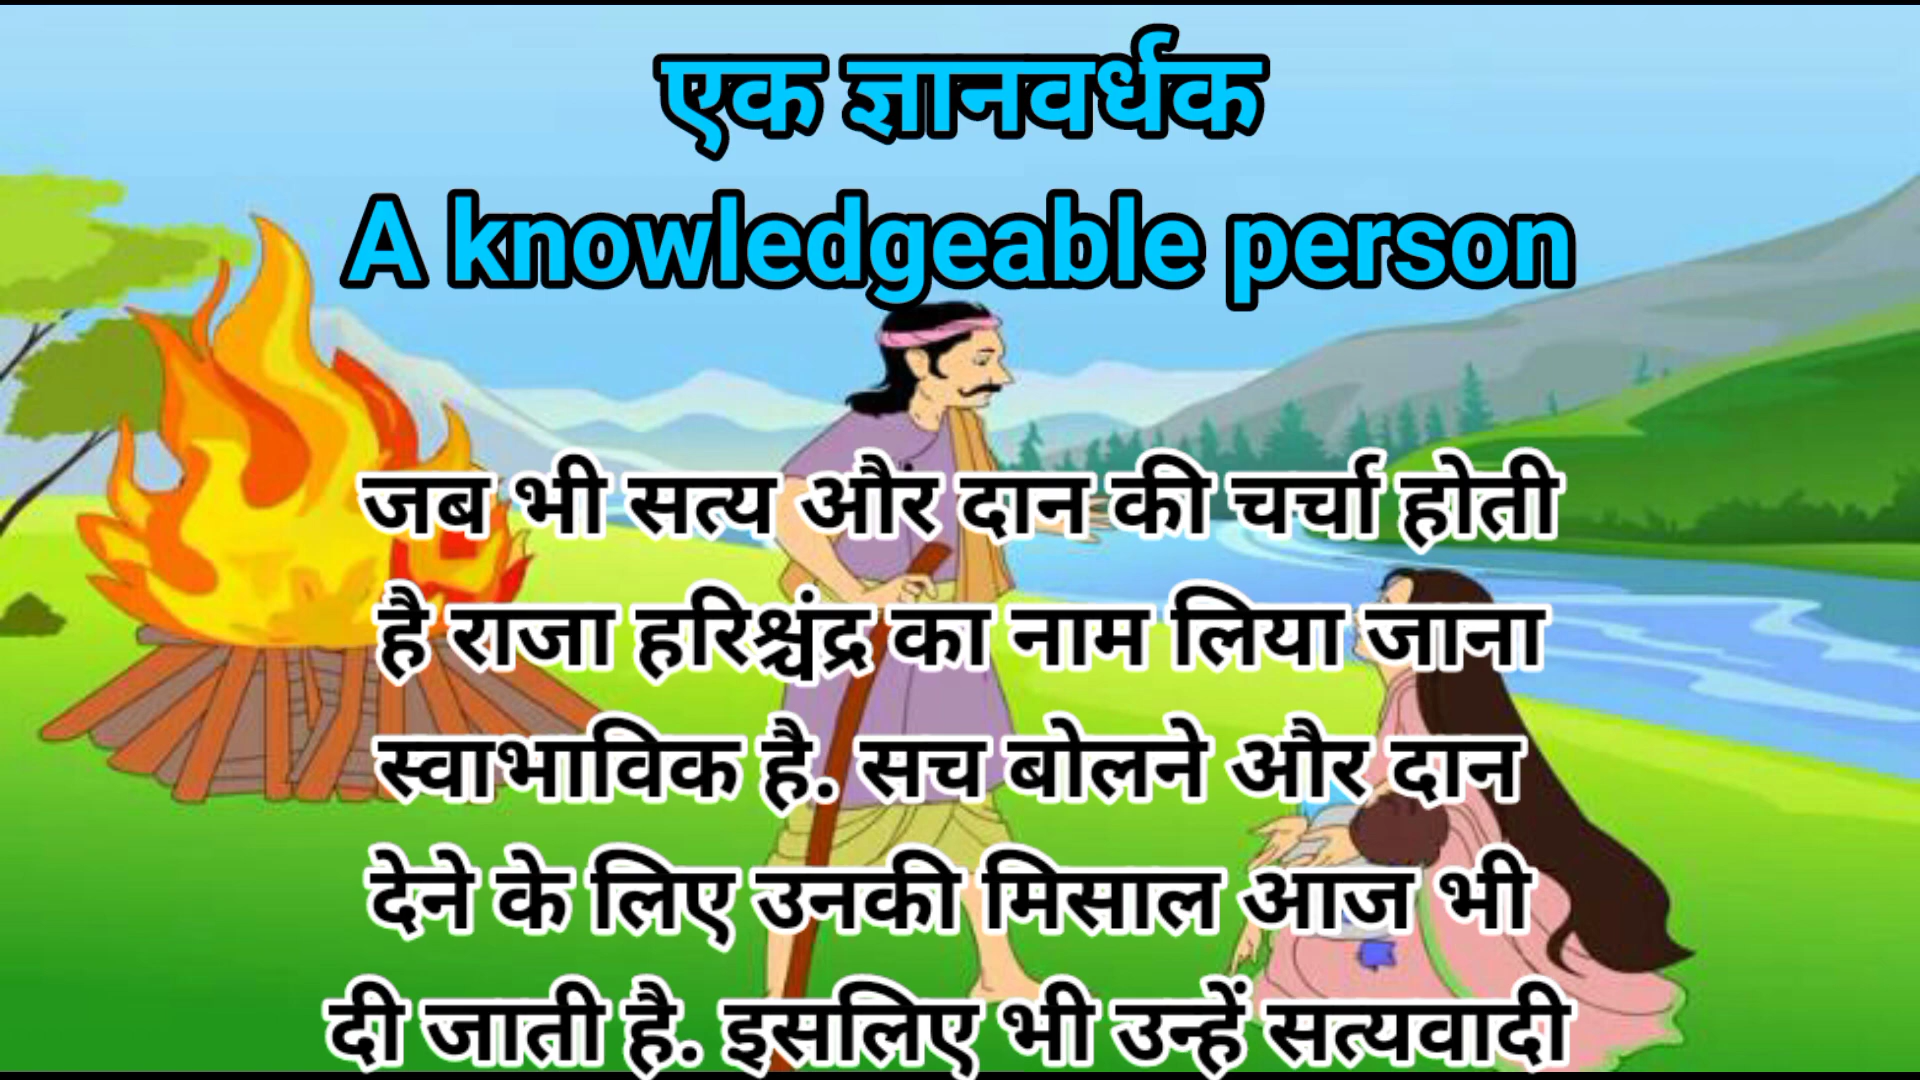 एक ज्ञानवर्धक
A knowledgeable person
जब भी सत्य और दान की चर्चा होती
है राजा हरिश्चंद्र का नाम लिया जाना
स्वाभाविक है. सच बोलने और दान
देने के लिए उनकी मिसाल आज भी
दी जाती है. इसलिए भी उन्हें सत्यवादी